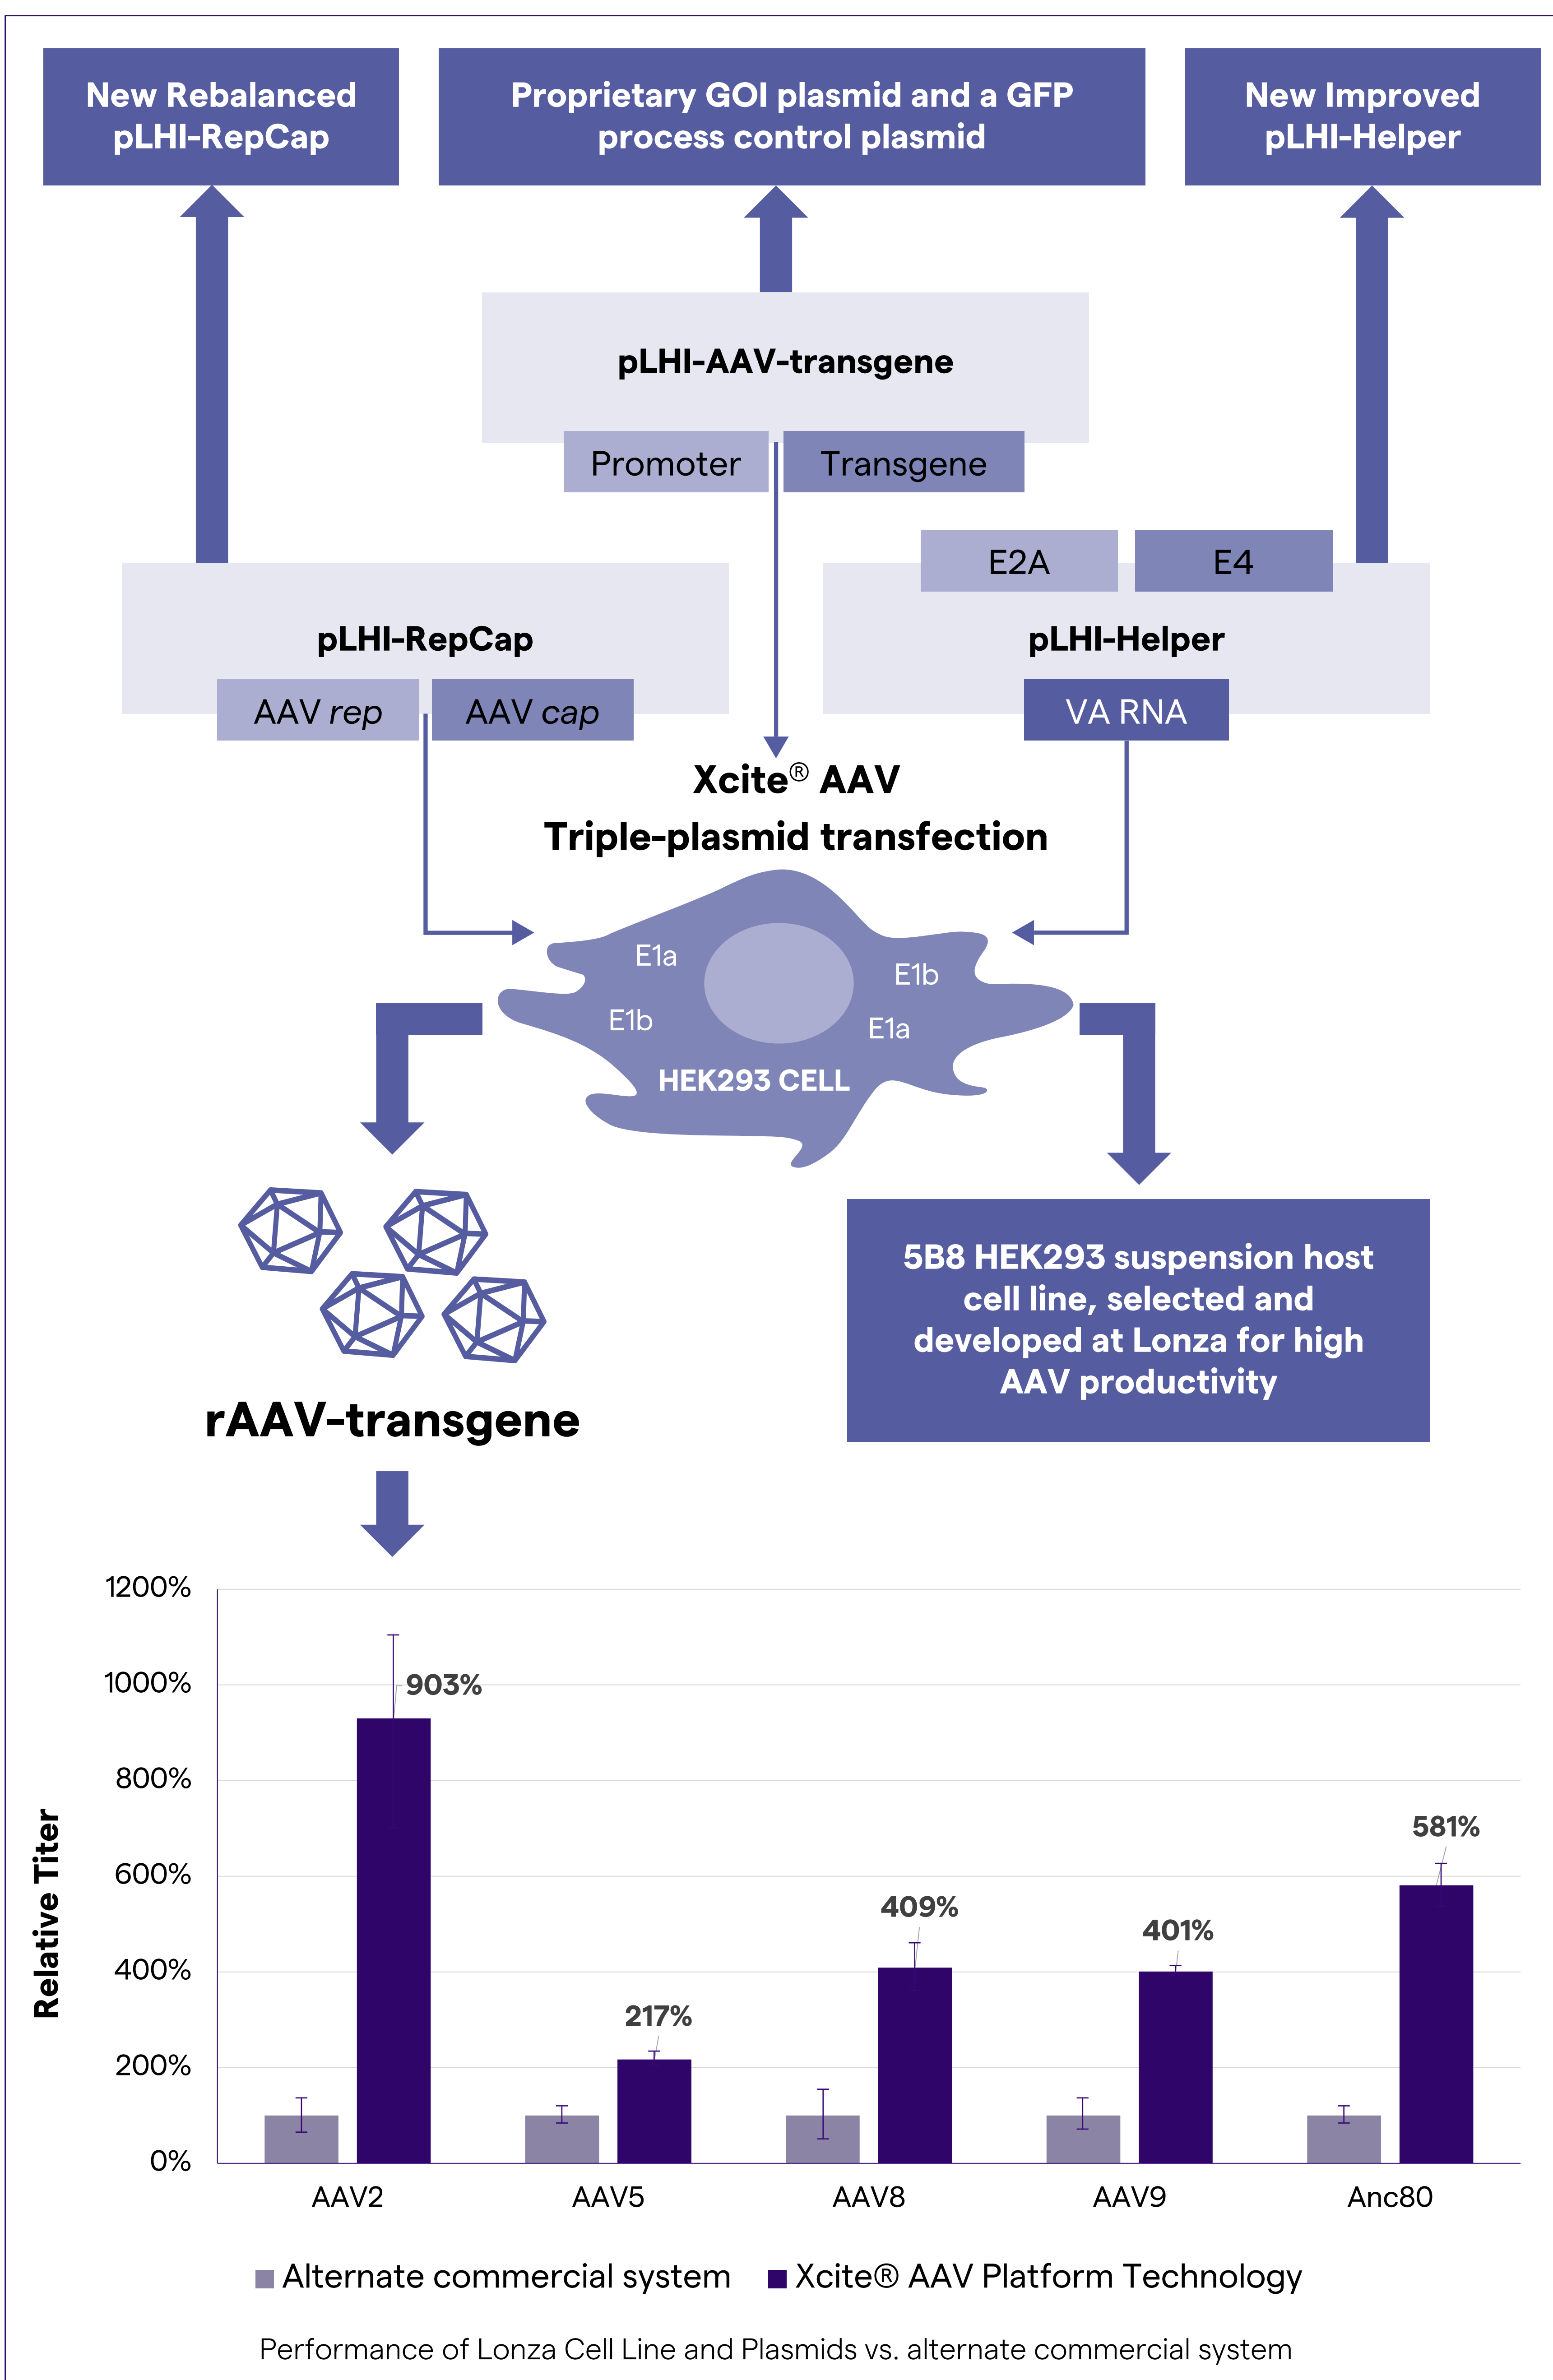 New Rebalanced
pLHI-RepCap
Proprietary GOI plasmid and a GFP
process control plasmid
New Improved
pLHI-Helper
pLHI-AAV-transgene
Promoter
Transgene
E2A
E4
pLHI-RepCap
AAV rep
AAV cap
pLHI-Helper
VA RNA
Xcite® AAV
Triple-plasmid transfection
E1a
E1b
E1b
E1a
HEK293 CELL
5B8 HEK293 suspension host
cell line, selected and
developed at Lonza for high
AAV productivity
rAAV-transgene
Relative Titer
1200%
1000%
800%
600%
400%
200%
0%
903%
217%
409%
401%
581%
AAV2
AAV5
AAV8
AAV9
Anc80
Alternate commercial system
Xcite® AAV Platform Technology
Performance of Lonza Cell Line and Plasmids vs. alternate commercial system